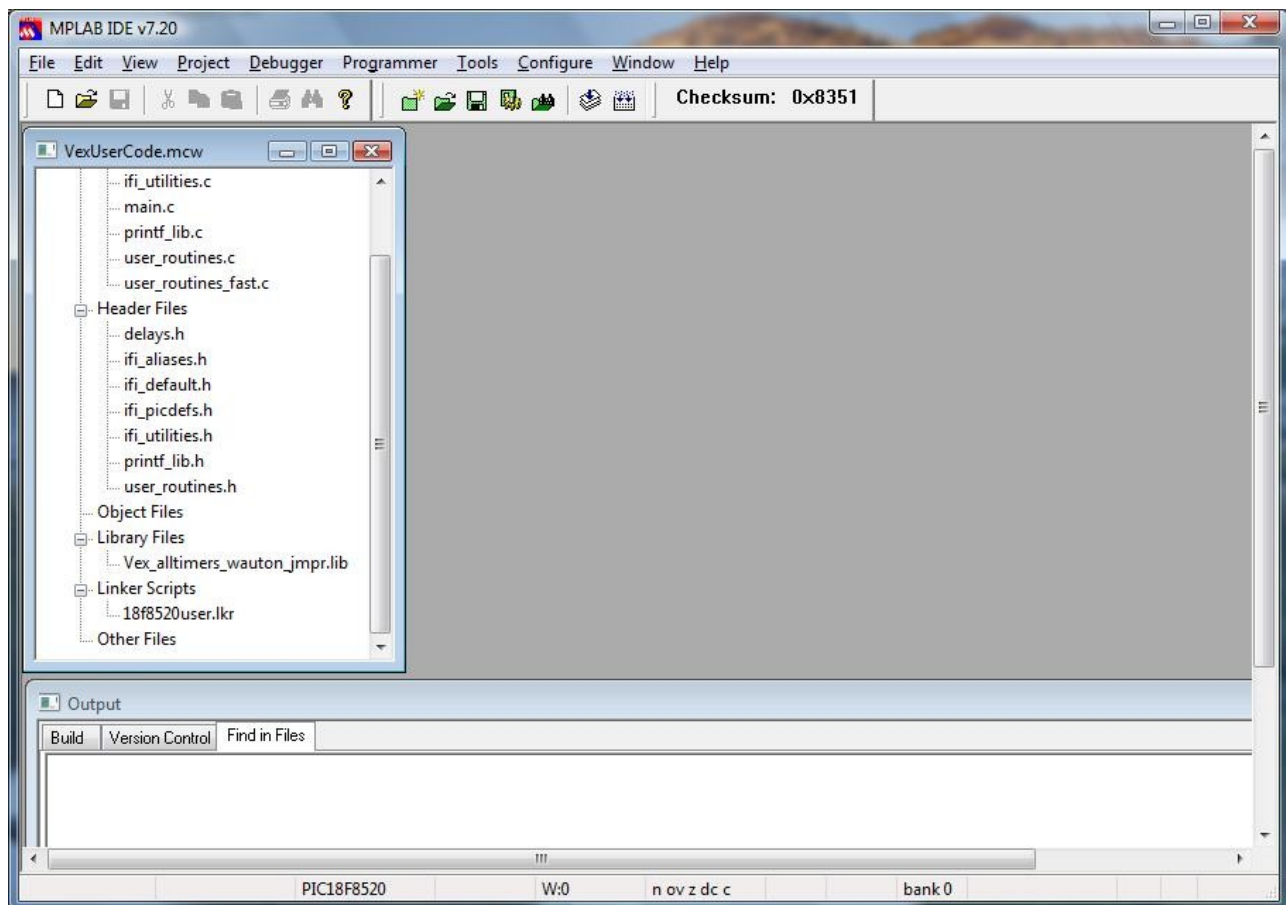 MPLAB IDE v7.20
File Edit View Project Debugger Programmer Tools Configure Window Help
Checksum: 0x8351
VexUserCode.mcw
ifi_utilities.c
main.c
printf_lib.c
user_routines.c
user_routines_fast.c
Header Files
delays.h
ifi_aliases.h
ifi_default.h
ifi_picdefs.h
ifi_utilities.h
printf_lib.h
user_routines.h
Object Files
Library Files
Vex_alltimers_wauton_jmpr.lib
Linker Scripts
18f8520user.lkr
Other Files
Output
Build Version Control Find in Files
PIC18F8520 W:0 n ov z dc c bank 0